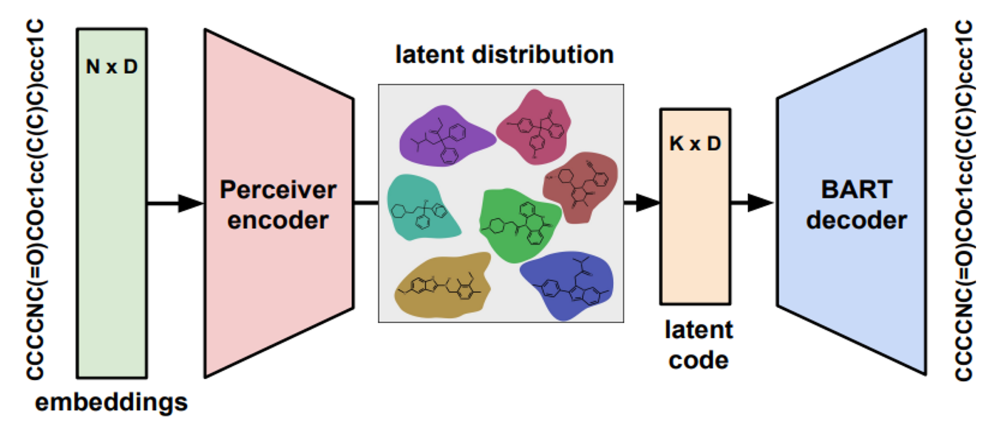 CCCCNC(=O)COc1cc(C(C)C)ccc1C
N x D
embeddings
Perceiver
encoder
latent distribution
K x D
latent
code
BART
decoder
CCCCNC(=O)COc1cc(C(C)C)ccc1C